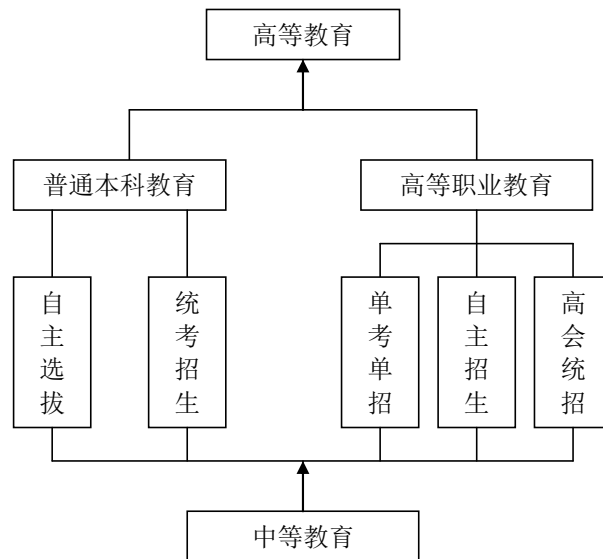 高等教育
普通本科教育
高等职业教育
自主选拔
统考招生
单考单招
自主招生
高会统招
中等教育